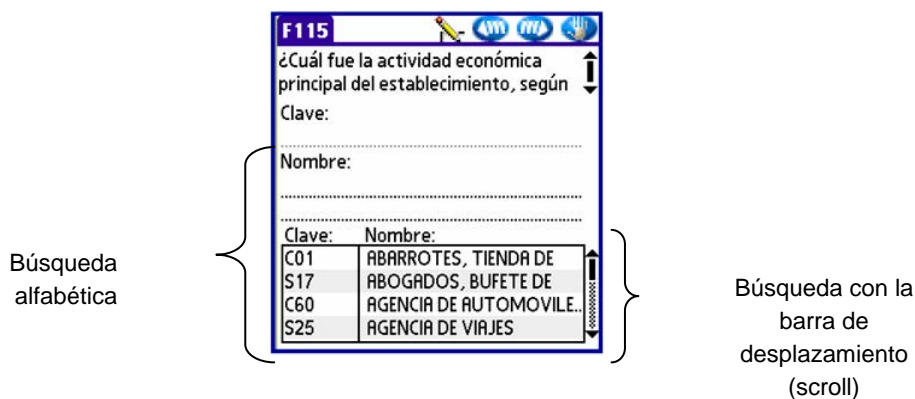 F115
¿Cuál fue la actividad económica
principal del establecimiento, según
Clave:
Nombre:
Clave: Nombre:
C01 ABARROTES, TIENDA DE
S17 ABOGADOS, BUFETE DE
C60 AGENCIA DE AUTOMOVILE..
S25 AGENCIA DE VIAJES
Búsqueda
alfabética
Búsqueda con la
barra de
desplazamiento
(scroll)